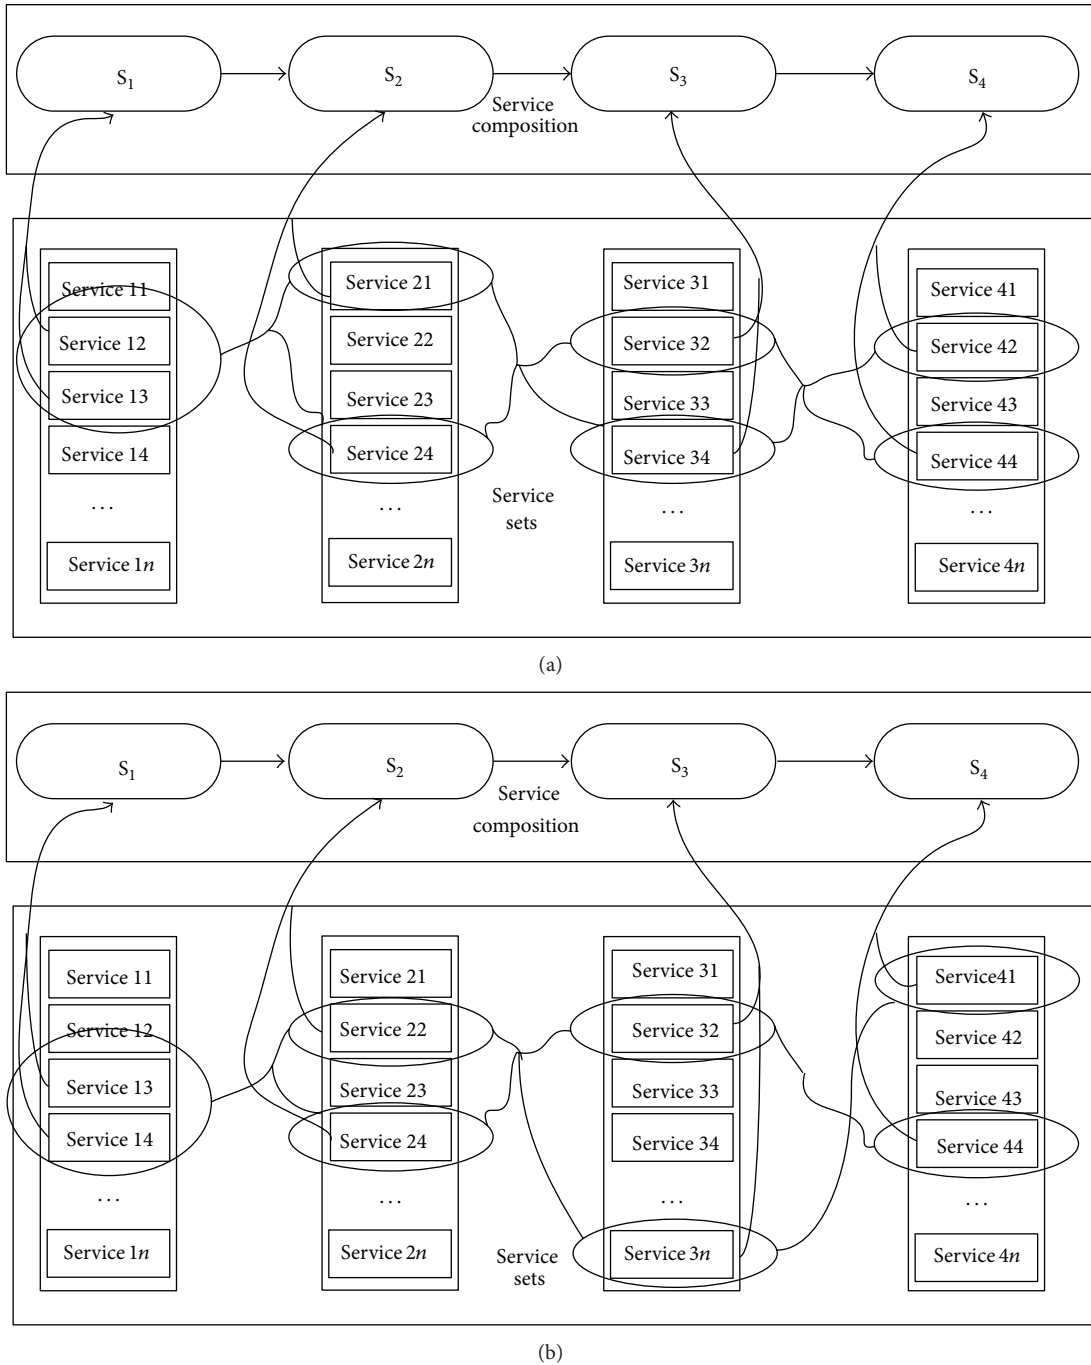 S1
S2
S3
S4
Service
composition
Service 11
Service 12
Service 13
Service 14
...
Service 1n
Service 21
Service 22
Service 23
Service 24
...
Service 2n
Service
sets
Service 31
Service 32
Service 33
Service 34
...
Service 3n
Service 41
Service 42
Service 43
Service 44
...
Service 4n
(a)
S1
S2
S3
S4
Service
composition
Service 11
Service 12
Service 13
Service 14
...
Service 1n
Service 21
Service 22
Service 23
Service 24
...
Service 2n
Service
sets
Service 31
Service 32
Service 33
Service 34
...
Service 3n
Service41
Service 42
Service 43
Service 44
...
Service 4n
(b)